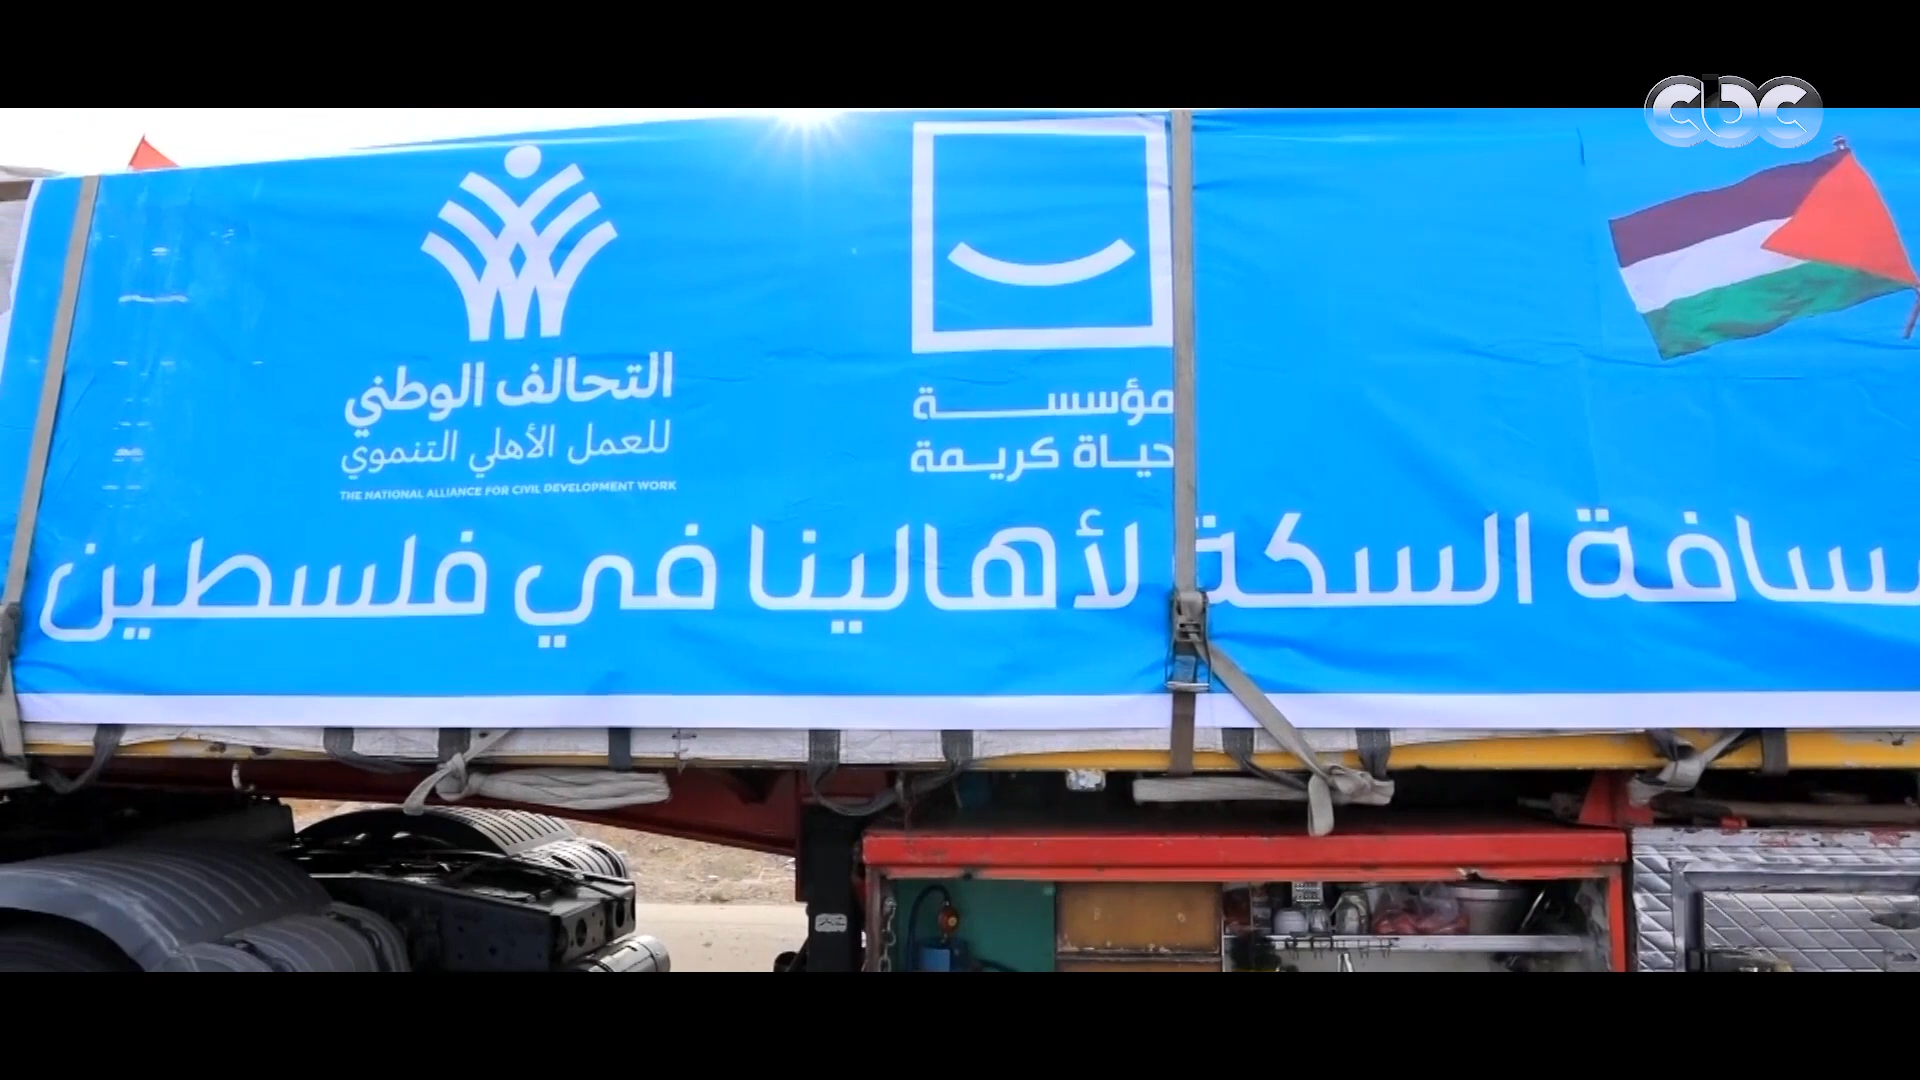 cbc
التحالف الوطني
للعمل الأهلي التنموي
THE NATIONAL ALLIANCE FOR CIVIL DEVELOPMENT WORK
مؤسسة
حياة كريمة
السكة لأهالينا في فلسطين